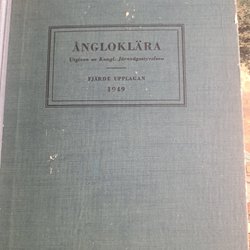 ÅNGLOKLÄRA
Utgiven av Kungl. Järnvägsstyrelsen
FJÄRDE UPPLAGAN
1949